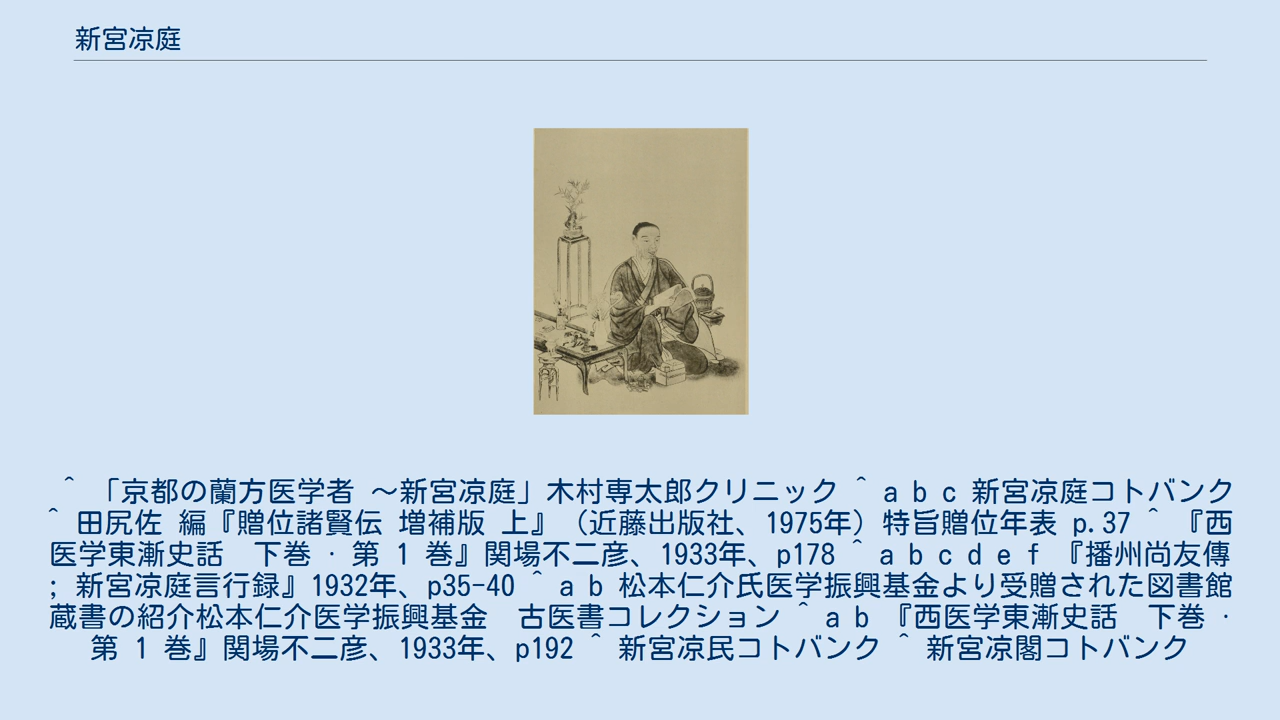 新宮凉庭
^ 「京都の蘭方医学者 〜新宮凉庭」木村専太郎クリニック ^ a b c 新宮凉庭コトバンク
^ 田尻佐 編『贈位諸賢伝 増補版 上』（近藤出版社、1975年）特旨贈位年表 p.37 ^ 『西
医学東漸史話　下巻 · 第 1 巻』関場不二彦、1933年、p178 ^ a b c d e f 『播州尚友傳
; 新宮凉庭言行録』1932年、p35-40 ^ a b 松本仁介氏医学振興基金より受贈された図書館
蔵書の紹介松本仁介医学振興基金　古医書コレクション ^ a b 『西医学東漸史話　下巻 ·
第 1 巻』関場不二彦、1933年、p192 ^ 新宮凉民コトバンク ^ 新宮凉閣コトバンク